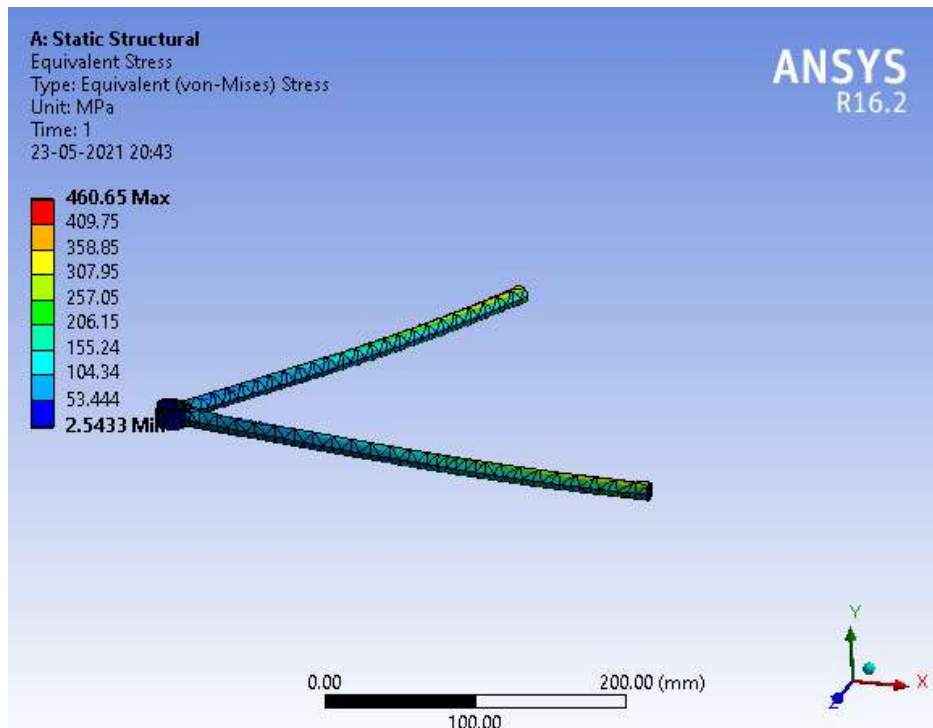 A: Static Structural
Equivalent Stress
Type: Equivalent (von-Mises) Stress
Unit: MPa
Time: 1
23-05-2021 20:43
ANSYS
R16.2
460.65 Max
409.75
358.85
307.95
257.05
206.15
155.24
104.34
53.444
2.5433 Min
0.00
200.00 (mm)
100.00
Y
X
Z